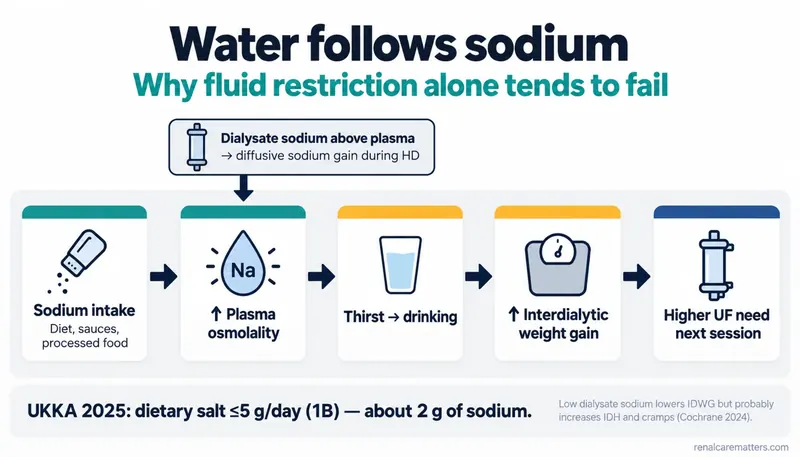 Water follows sodium
Why fluid restriction alone tends to fail
Dialysate sodium above plasma
→ diffusive sodium gain during HD
Sodium intake
Diet, sauces,
processed food
Na
↑ Plasma
osmolality
Thirst → drinking
↑ Interdialytic
weight gain
Higher UF need
next session
UKKA 2025: dietary salt ≤5 g/day (1B) — about 2 g of sodium.
Low dialysate sodium lowers IDWG but probably
increases IDH and cramps (Cochrane 2024).
renalcarematters.com